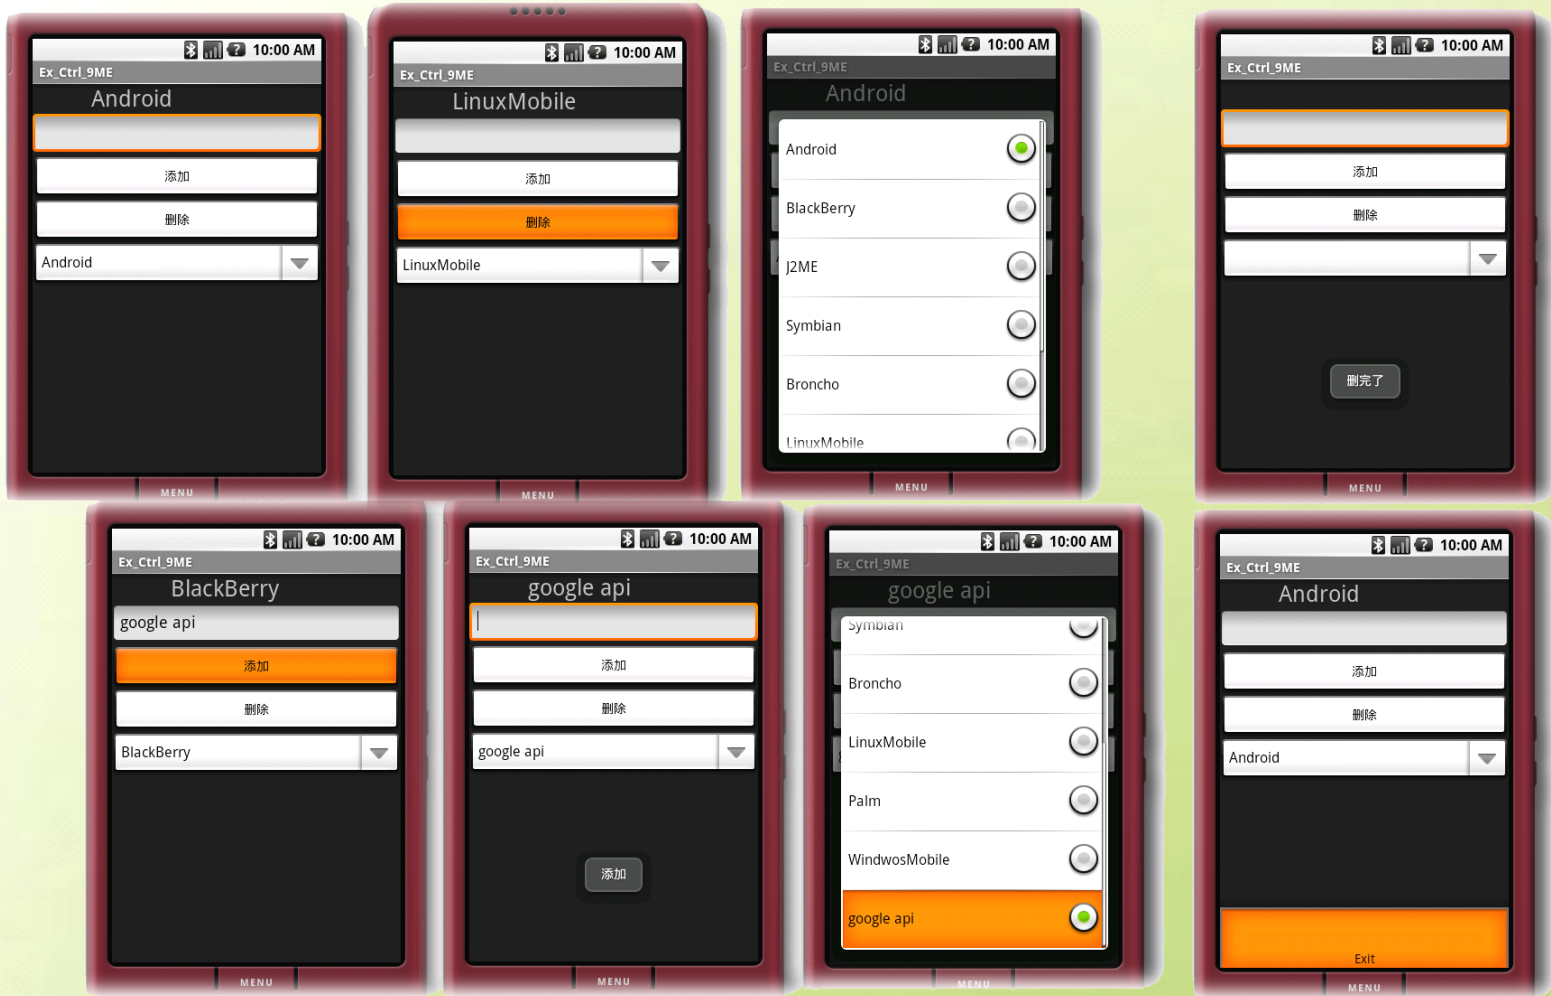 10:00 AM
Ex_Ctrl_9ME
Android
添加
删除
Android
MENU
10:00 AM
Ex_Ctrl_9ME
LinuxMobile
添加
删除
LinuxMobile
MENU
10:00 AM
Ex_Ctrl_9ME
Android
Android
BlackBerry
J2ME
Symbian
Broncho
LinuxMobile
MENU
10:00 AM
Ex_Ctrl_9ME
添加
删除
删完了
MENU
10:00 AM
Ex_Ctrl_9ME
BlackBerry
google api
添加
删除
BlackBerry
MENU
10:00 AM
Ex_Ctrl_9ME
google api
添加
删除
google api
添加
MENU
10:00 AM
Ex_Ctrl_9ME
google api
Symbian
Broncho
LinuxMobile
Palm
WindwosMobile
google api
MENU
10:00 AM
Ex_Ctrl_9ME
Android
添加
删除
Android
Exit
MENU